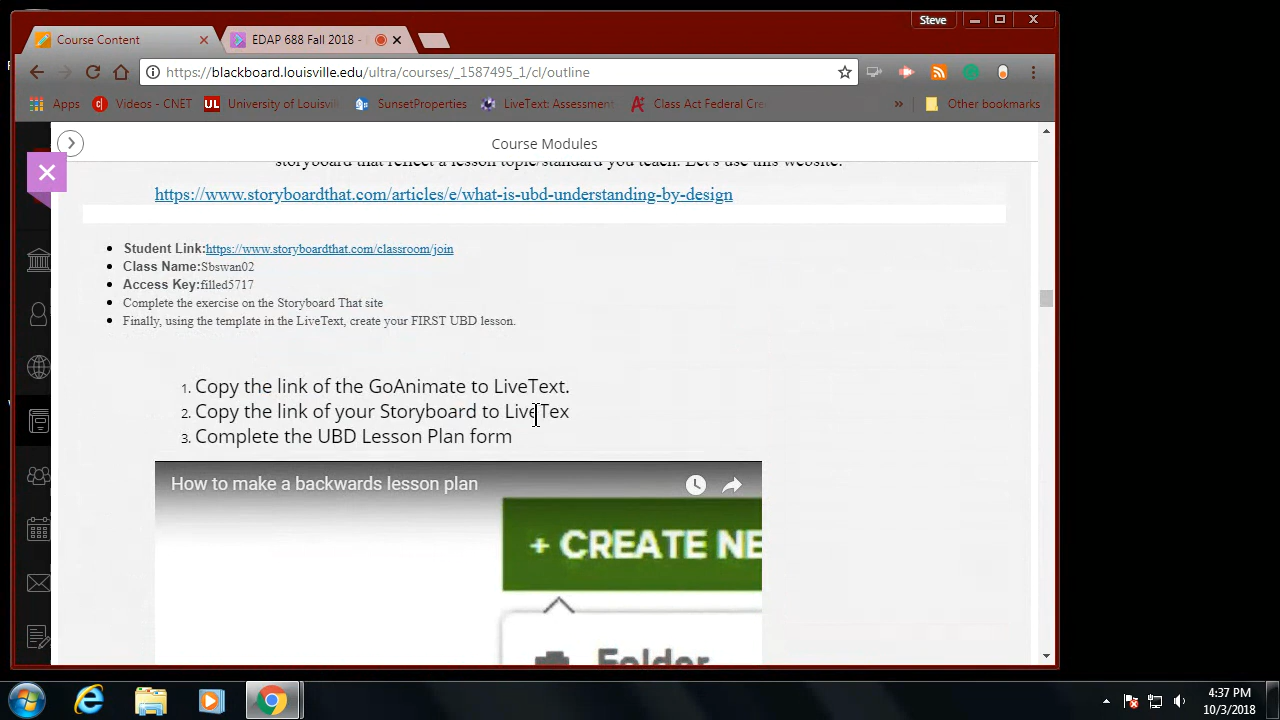 Steve
Course Content
EDAP 688 Fall 2018 -
https://blackboard.louisville.edu/ultra/courses/_1587495_1/cl/outline
Apps
Videos - CNET
University of Louisvil
SunsetProperties
LiveText: Assessment
Class Act Federal Cre
»
Other bookmarks
Course Modules
storyboard that reflect a lesson topic/standard you teach. Let's use this website:
https://www.storyboardthat.com/articles/e/what-is-ubd-understanding-by-design
• Student Link:https://www.storyboardthat.com/classroom/join
• Class Name:Sbswan02
• Access Key:filled5717
• Complete the exercise on the Storyboard That site
• Finally, using the template in the LiveText, create your FIRST UBD lesson.
1. Copy the link of the GoAnimate to LiveText.
2. Copy the link of your Storyboard to LiveTex
3. Complete the UBD Lesson Plan form
How to make a backwards lesson plan
+ CREATE NE
Folder
4:37 PM
10/3/2018